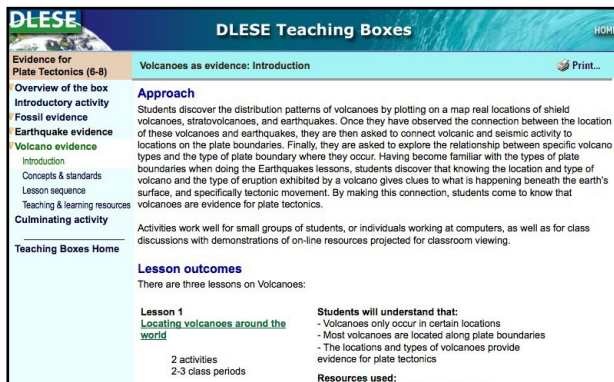 DLESE
DLESE Teaching Boxes
HOME
Evidence for
Plate Tectonics (6-8)
Volcanoes as evidence: Introduction
Print...
Overview of the box
Introductory activity
Fossil evidence
Earthquake evidence
Volcano evidence
Introduction
Concepts & standards
Lesson sequence
Teaching & learning resources
Culminating activity
Teaching Boxes Home
Approach
Students discover the distribution patterns of volcanoes by plotting on a map real locations of shield
volcanoes, stratovolcanoes, and earthquakes. Once they have observed the connection between the location
of these volcanoes and earthquakes, they are then asked to connect volcanic and seismic activity to
locations on the plate boundaries. Finally, they are asked to explore the relationship between specific volcano
types and the type of plate boundary where they occur. Having become familiar with the types of plate
boundaries when doing the Earthquakes lessons, students discover that knowing the location and type of
volcano and the type of eruption exhibited by a volcano gives clues to what is happening beneath the earth's
surface, and specifically tectonic movement. By making this connection, students come to know that
volcanoes are evidence for plate tectonics.
Activities work well for small groups of students, or individuals working at computers, as well as for class
discussions with demonstrations of on-line resources projected for classroom viewing.
Lesson outcomes
There are three lessons on Volcanoes:
Lesson 1
Locating volcanoes around the
world
2 activities
2-3 class periods
Students will understand that:
- Volcanoes only occur in certain locations
- Most volcanoes are located along plate boundaries
- The locations and types of volcanoes provide
evidence for plate tectonics
Resources used: